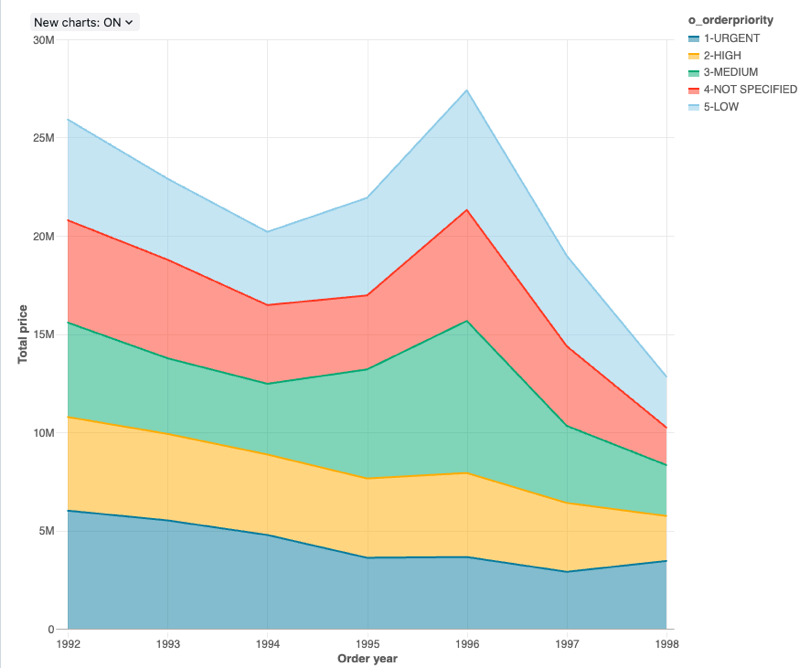 New charts: ON
o_orderpriority
1-URGENT
2-HIGH
3-MEDIUM
4-NOT SPECIFIED
5-LOW
30M
25M
20M
15M
10M
5M
0
Total price
1992 1993 1994 1995 1996 1997 1998
Order year